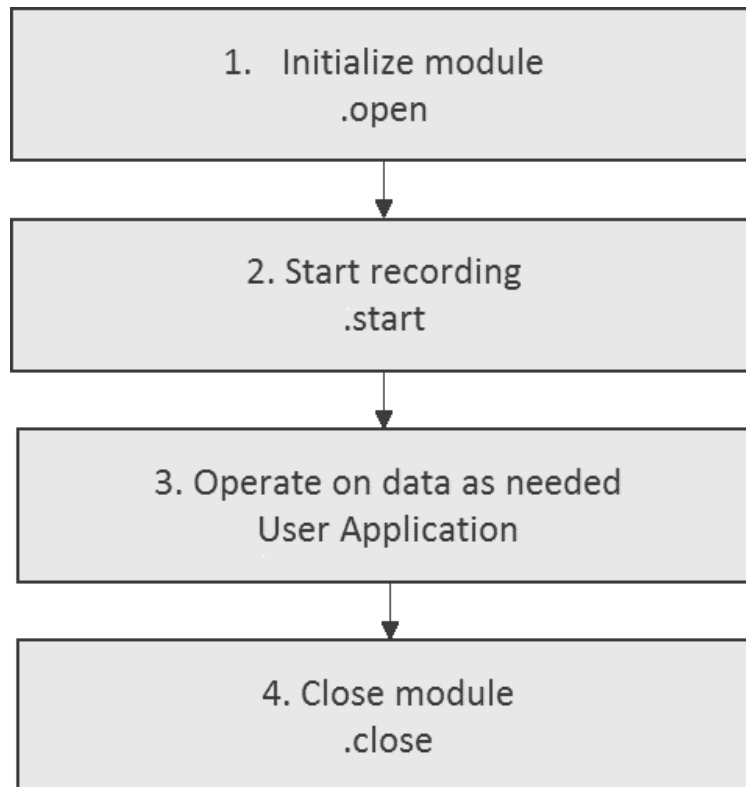 1. Initialize module
.open
2. Start recording
.start
3. Operate on data as needed
User Application
4. Close module
.close